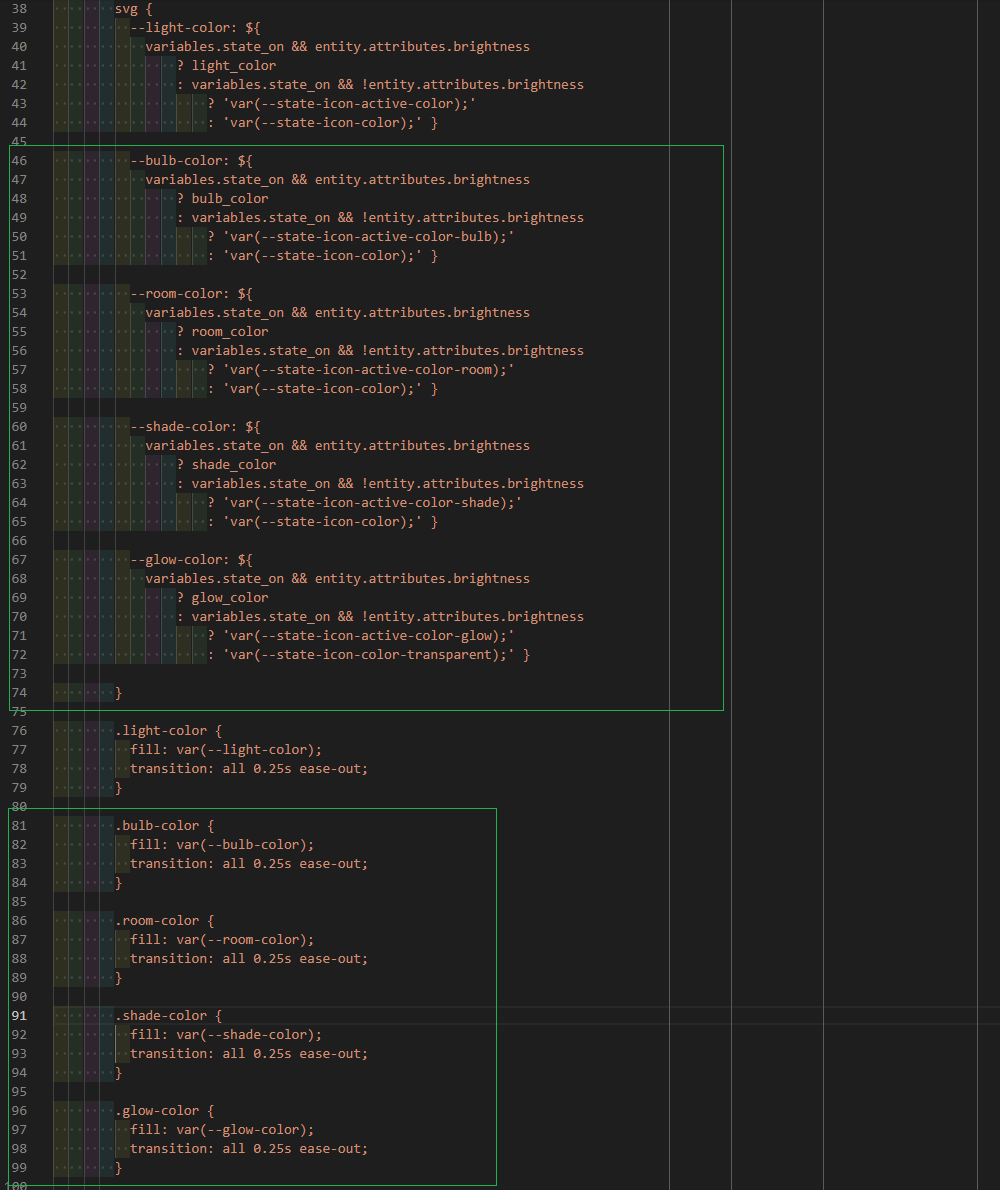 38 svg {
39 --light-color: ${
40 variables.state_on && entity.attributes.brightness
41 ? light_color
42 : variables.state_on && !entity.attributes.brightness
43 ? 'var(--state-icon-active-color);'
44 : 'var(--state-icon-color);' }
45
46 --bulb-color: ${
47 variables.state_on && entity.attributes.brightness
48 ? bulb_color
49 : variables.state_on && !entity.attributes.brightness
50 ? 'var(--state-icon-active-color-bulb);'
51 : 'var(--state-icon-color);' }
52
53 --room-color: ${
54 variables.state_on && entity.attributes.brightness
55 ? room_color
56 : variables.state_on && !entity.attributes.brightness
57 ? 'var(--state-icon-active-color-room);'
58 : 'var(--state-icon-color);' }
59
60 --shade-color: ${
61 variables.state_on && entity.attributes.brightness
62 ? shade_color
63 : variables.state_on && !entity.attributes.brightness
64 ? 'var(--state-icon-active-color-shade);'
65 : 'var(--state-icon-color);' }
66
67 --glow-color: ${
68 variables.state_on && entity.attributes.brightness
69 ? glow_color
70 : variables.state_on && !entity.attributes.brightness
71 ? 'var(--state-icon-active-color-glow);'
72 : 'var(--state-icon-color-transparent);' }
73
74 }
75
76 .light-color {
77 fill: var(--light-color);
78 transition: all 0.25s ease-out;
79 }
80
81 .bulb-color {
82 fill: var(--bulb-color);
83 transition: all 0.25s ease-out;
84 }
85
86 .room-color {
87 fill: var(--room-color);
88 transition: all 0.25s ease-out;
89 }
90
91 .shade-color {
92 fill: var(--shade-color);
93 transition: all 0.25s ease-out;
94 }
95
96 .glow-color {
97 fill: var(--glow-color);
98 transition: all 0.25s ease-out;
99 }
100